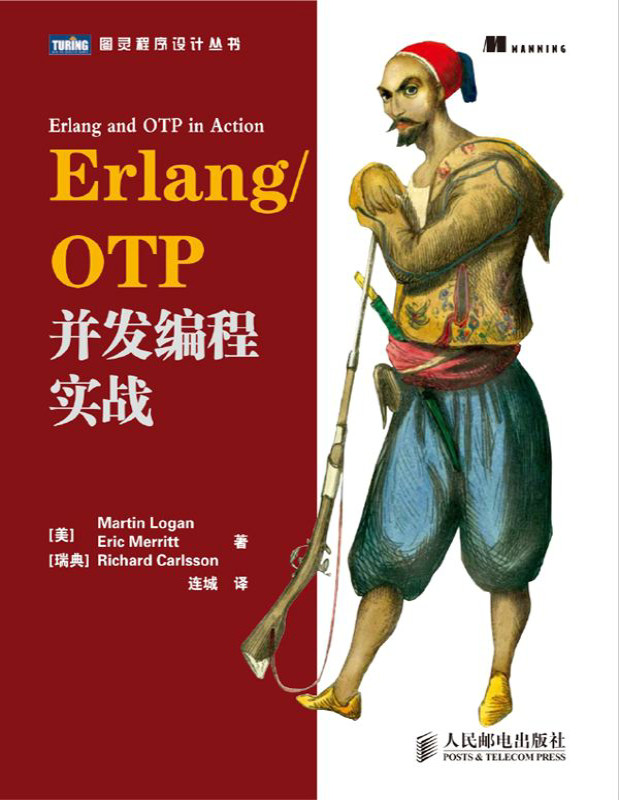 TURING 图灵程序设计丛书
MANNING
Erlang and OTP in Action
Erlang/
OTP
并发编程
实战
[美] Martin Logan
Eric Merritt 著
[瑞典] Richard Carlsson
连城 译
人民邮电出版社
POSTS & TELECOM PRESS